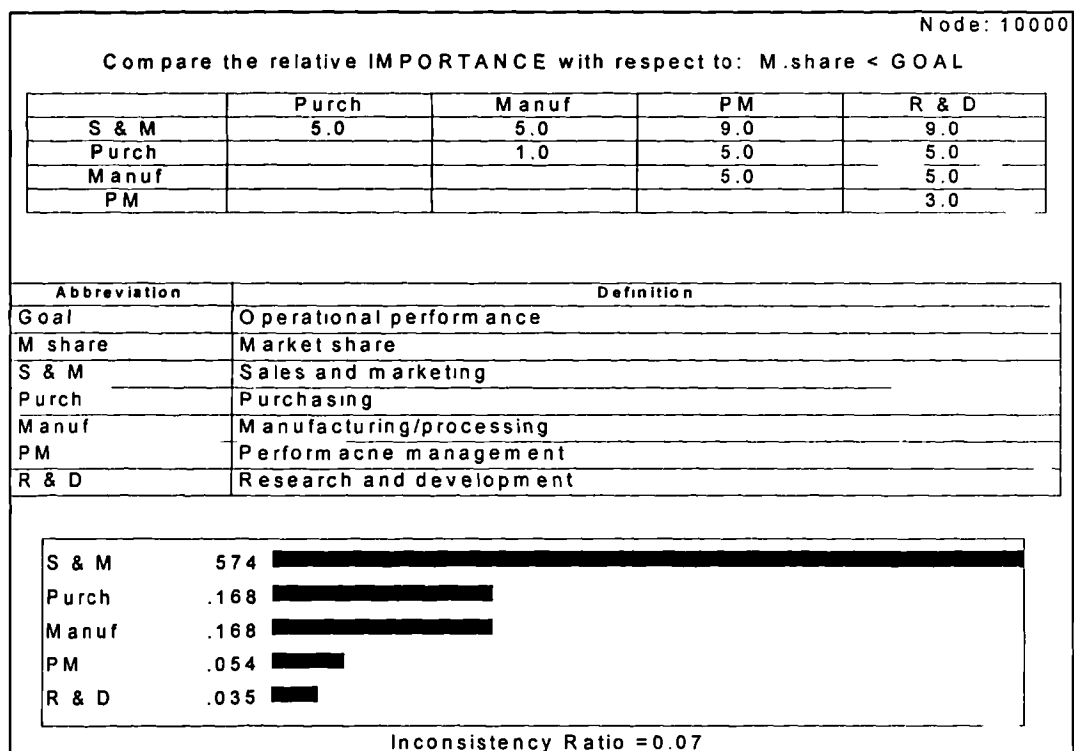 Node: 10000
Compare the relative IMPORTANCE with respect to: M.share < GOAL
Purch Manuf PM R & D
S & M 5.0 5.0 9.0 9.0
Purch 1.0 5.0 5.0
Manuf 5.0 5.0
PM 3.0
Abbreviation Definition
Goal Operational performance
M share Market share
S & M Sales and marketing
Purch Purchasing
Manuf Manufacturing/processing
PM Performacne management
R & D Research and development
S & M 574
Purch .168
Manuf .168
PM .054
R & D .035
Inconsistency Ratio =0.07